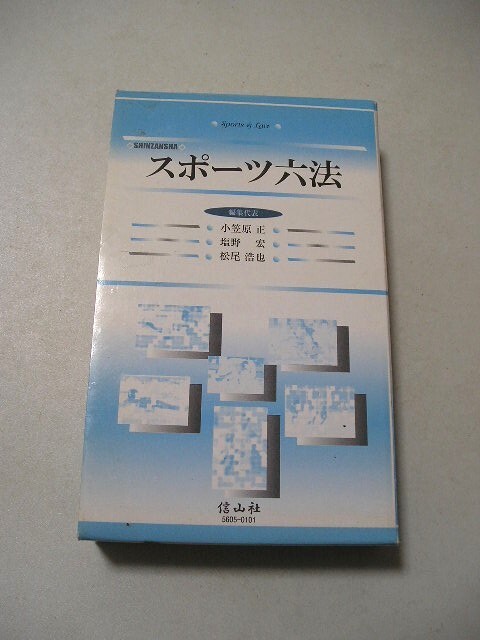 Sports & Law
SHINZANSHA
スポーツ六法
編集代表
小笠原 正
塩野 宏
松尾 浩也
信山社
5605-0101